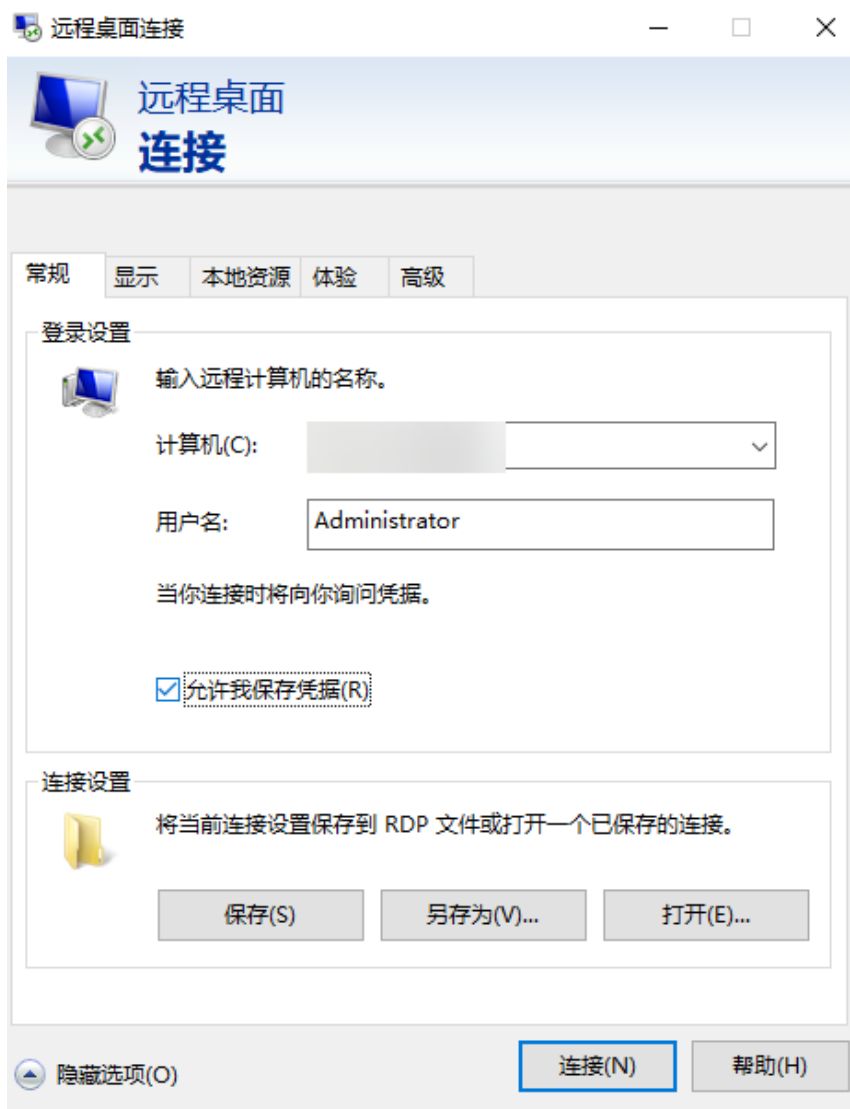 远程桌面连接
远程桌面
连接
常规 显示 本地资源 体验 高级
登录设置
输入远程计算机的名称。
计算机(C):
用户名: Administrator
当你连接时将向你询问凭据。
允许我保存凭据(R)
连接设置
将当前连接设置保存到 RDP 文件或打开一个已保存的连接。
保存(S) 另存为(V)... 打开(E)...
隐藏选项(O) 连接(N) 帮助(H)